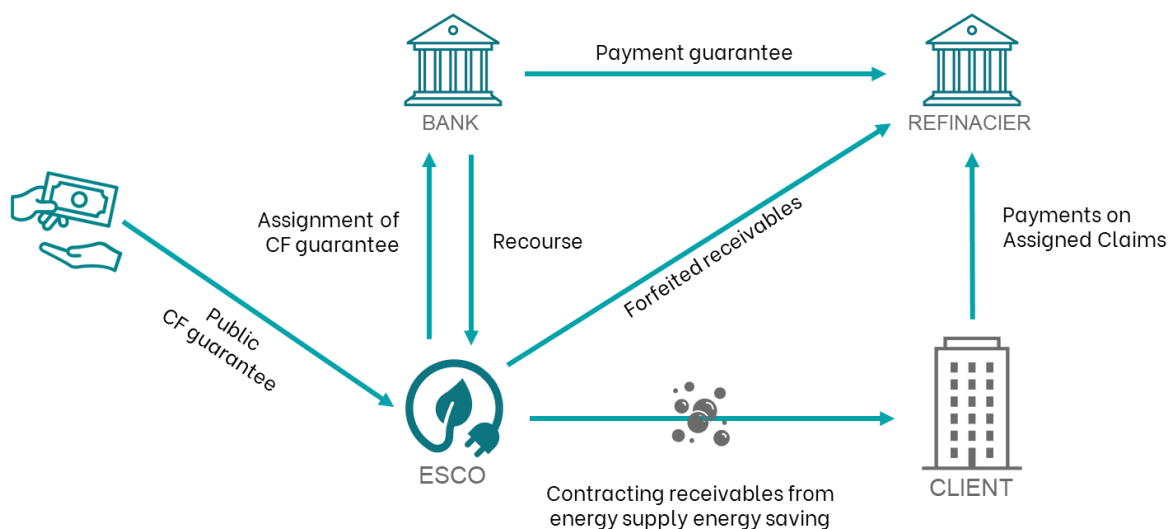 Payment guarantee
BANK
REFINACIER
Assignment of
CF guarantee
Recourse
Forfeited receivables
Payments on
Assigned Claims
Public
CF guarantee
ESCO
CLIENT
Contracting receivables from
energy supply energy saving